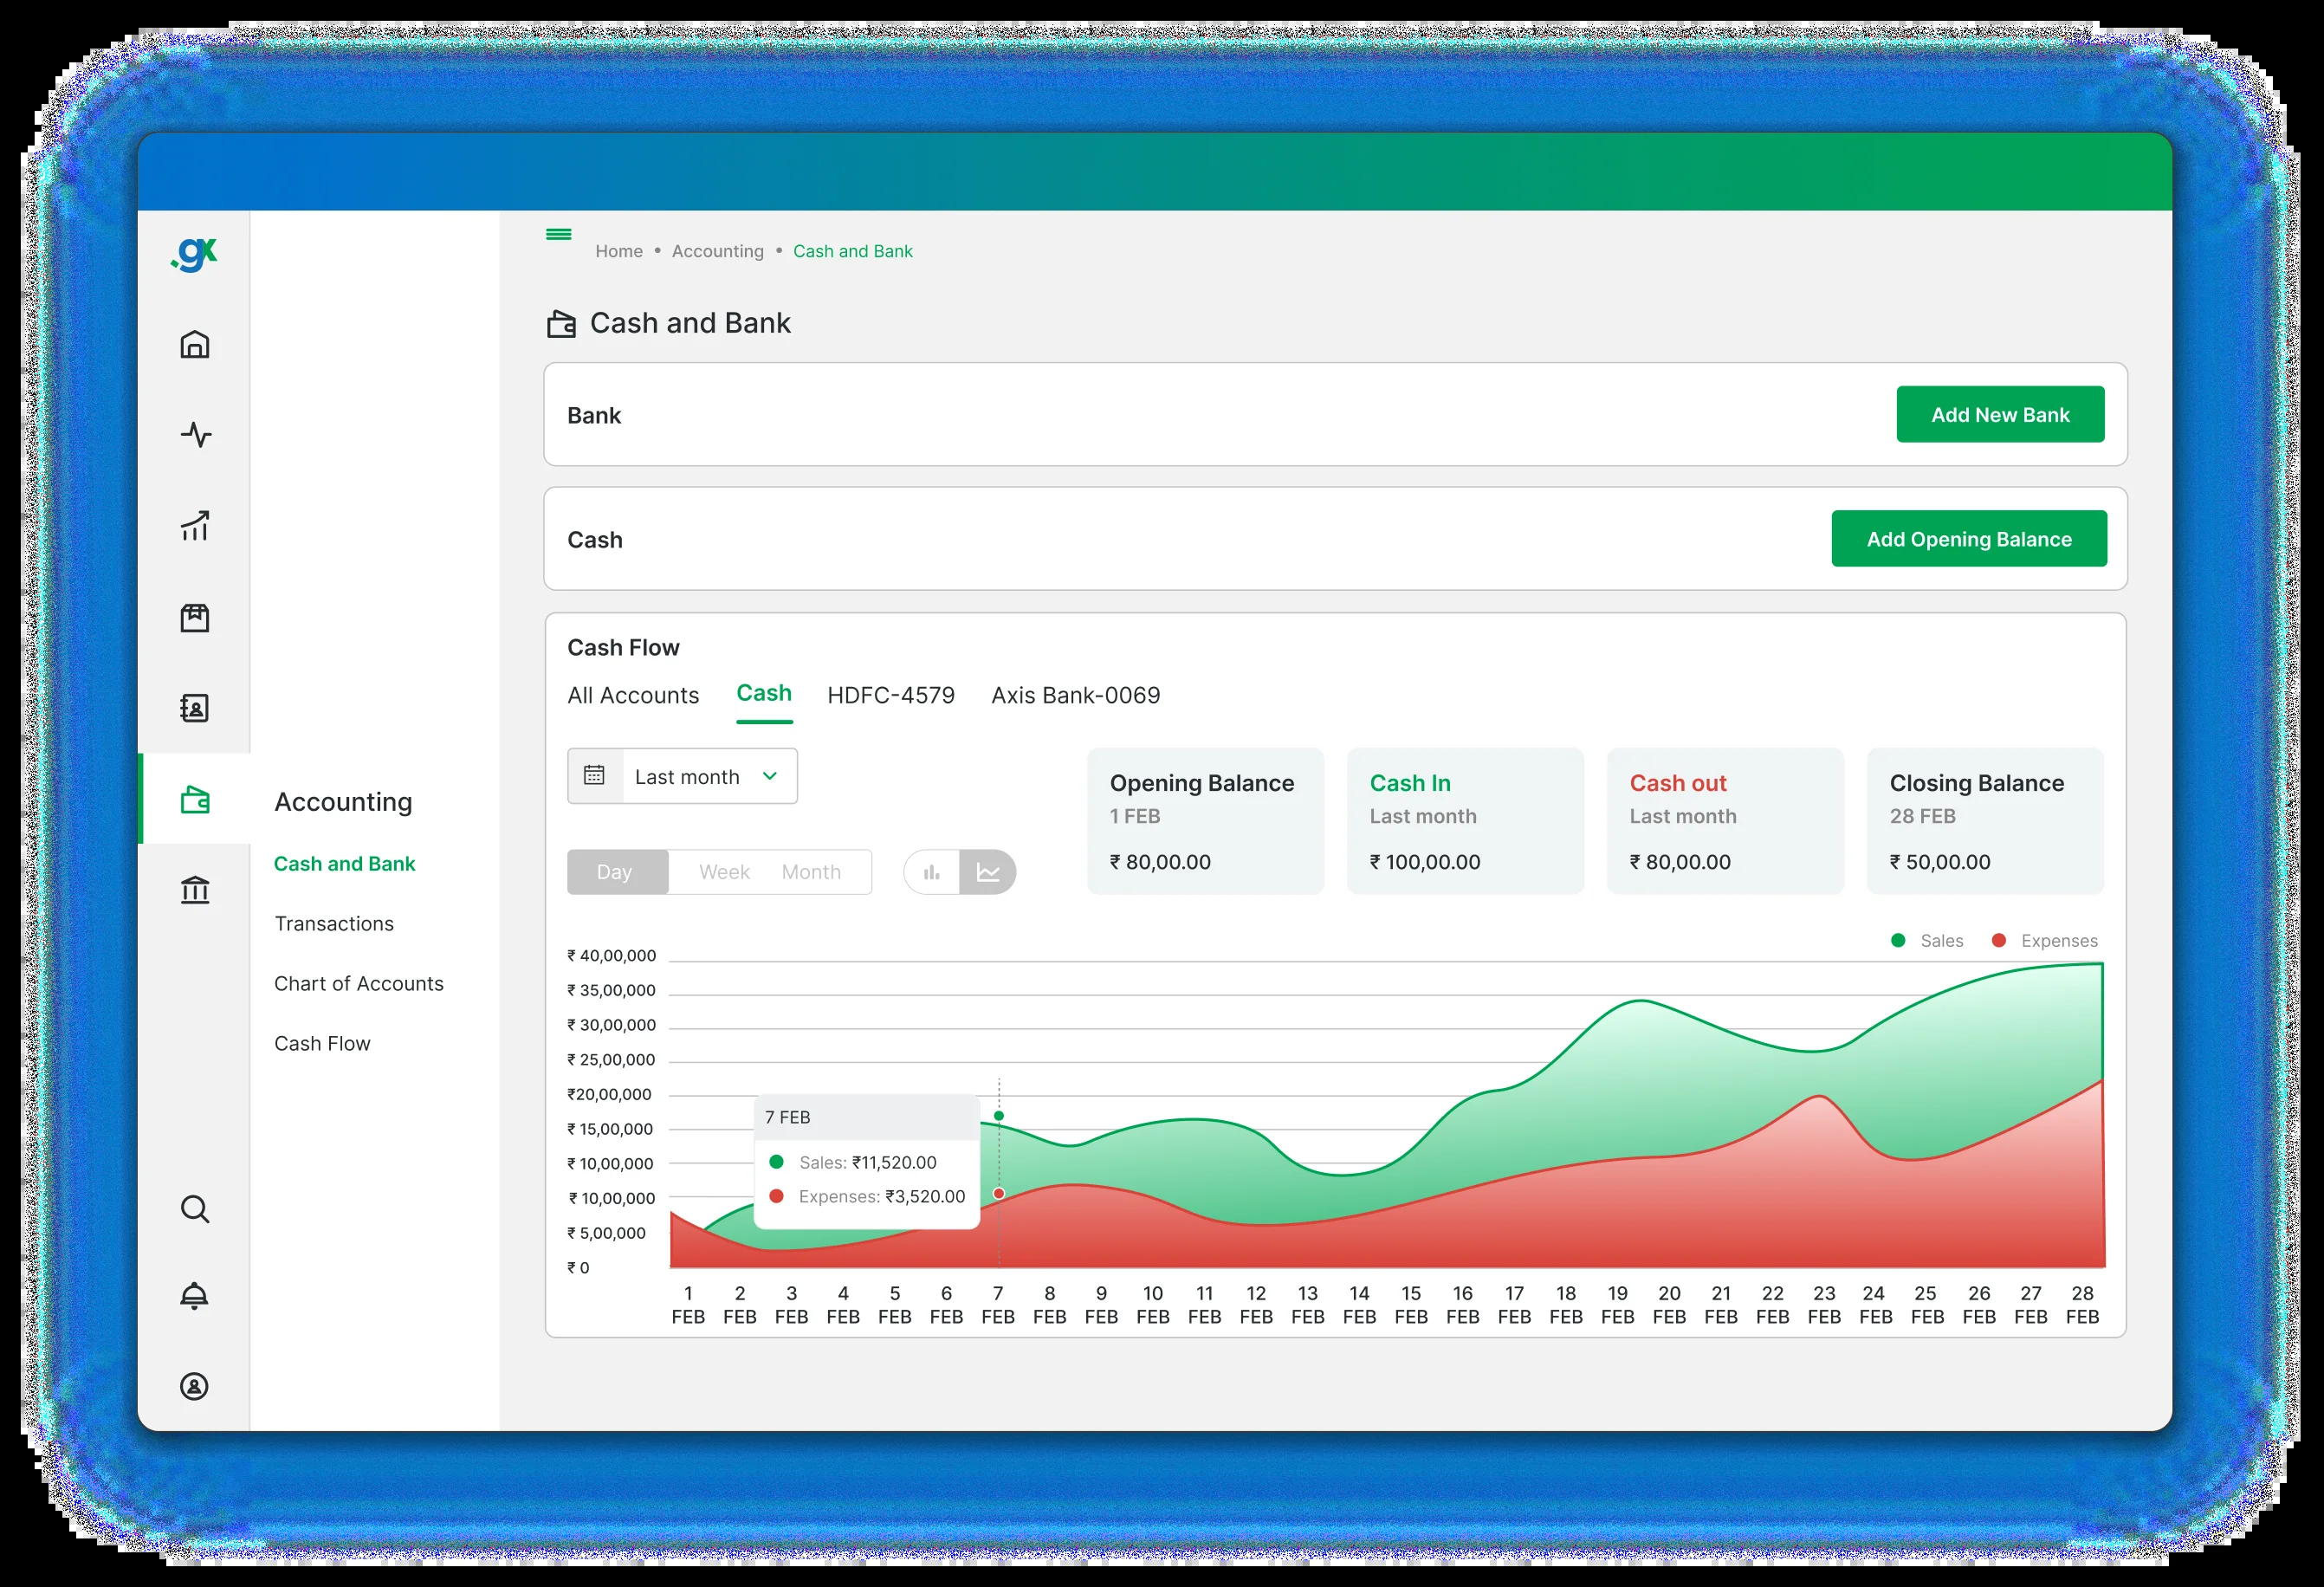 .gx
Home • Accounting • Cash and Bank
Cash and Bank
Bank
Add New Bank
Cash
Add Opening Balance
Cash Flow
All Accounts Cash HDFC-4579 Axis Bank-0069
Last month
Day Week Month
Opening Balance
1 FEB
₹ 80,00.00
Cash In
Last month
₹ 100,00.00
Cash out
Last month
₹ 80,00.00
Closing Balance
28 FEB
₹ 50,00.00
Accounting
Cash and Bank
Transactions
Chart of Accounts
Cash Flow
Sales Expenses
₹ 40,00,000
₹ 35,00,000
₹ 30,00,000
₹ 25,00,000
₹20,00,000
₹ 15,00,000
₹ 10,00,000
₹ 10,00,000
₹ 5,00,000
₹ 0
7 FEB
Sales: ₹11,520.00
Expenses: ₹3,520.00
1 2 3 4 5 6 7 8 9 10 11 12 13 14 15 16 17 18 19 20 21 22 23 24 25 26 27 28
FEB FEB FEB FEB FEB FEB FEB FEB FEB FEB FEB FEB FEB FEB FEB FEB FEB FEB FEB FEB FEB FEB FEB FEB FEB FEB FEB FEB